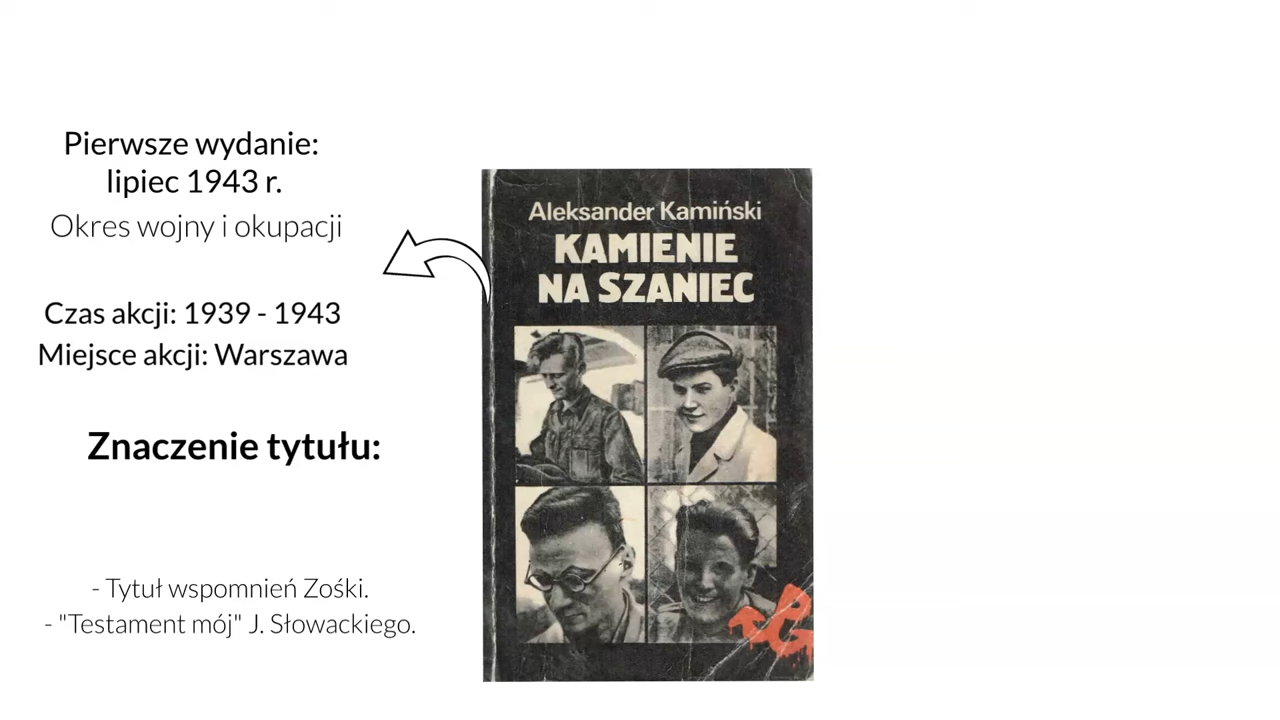 Pierwsze wydanie:
lipiec 1943 r.
Okres wojny i okupacji
Czas akcji: 1939 - 1943
Miejsce akcji: Warszawa
Znaczenie tytułu:
- Tytuł wspomnień Zośki.
- "Testament mój" J. Słowackiego.
Aleksander Kamiński
KAMIENIE
NA SZANIEC